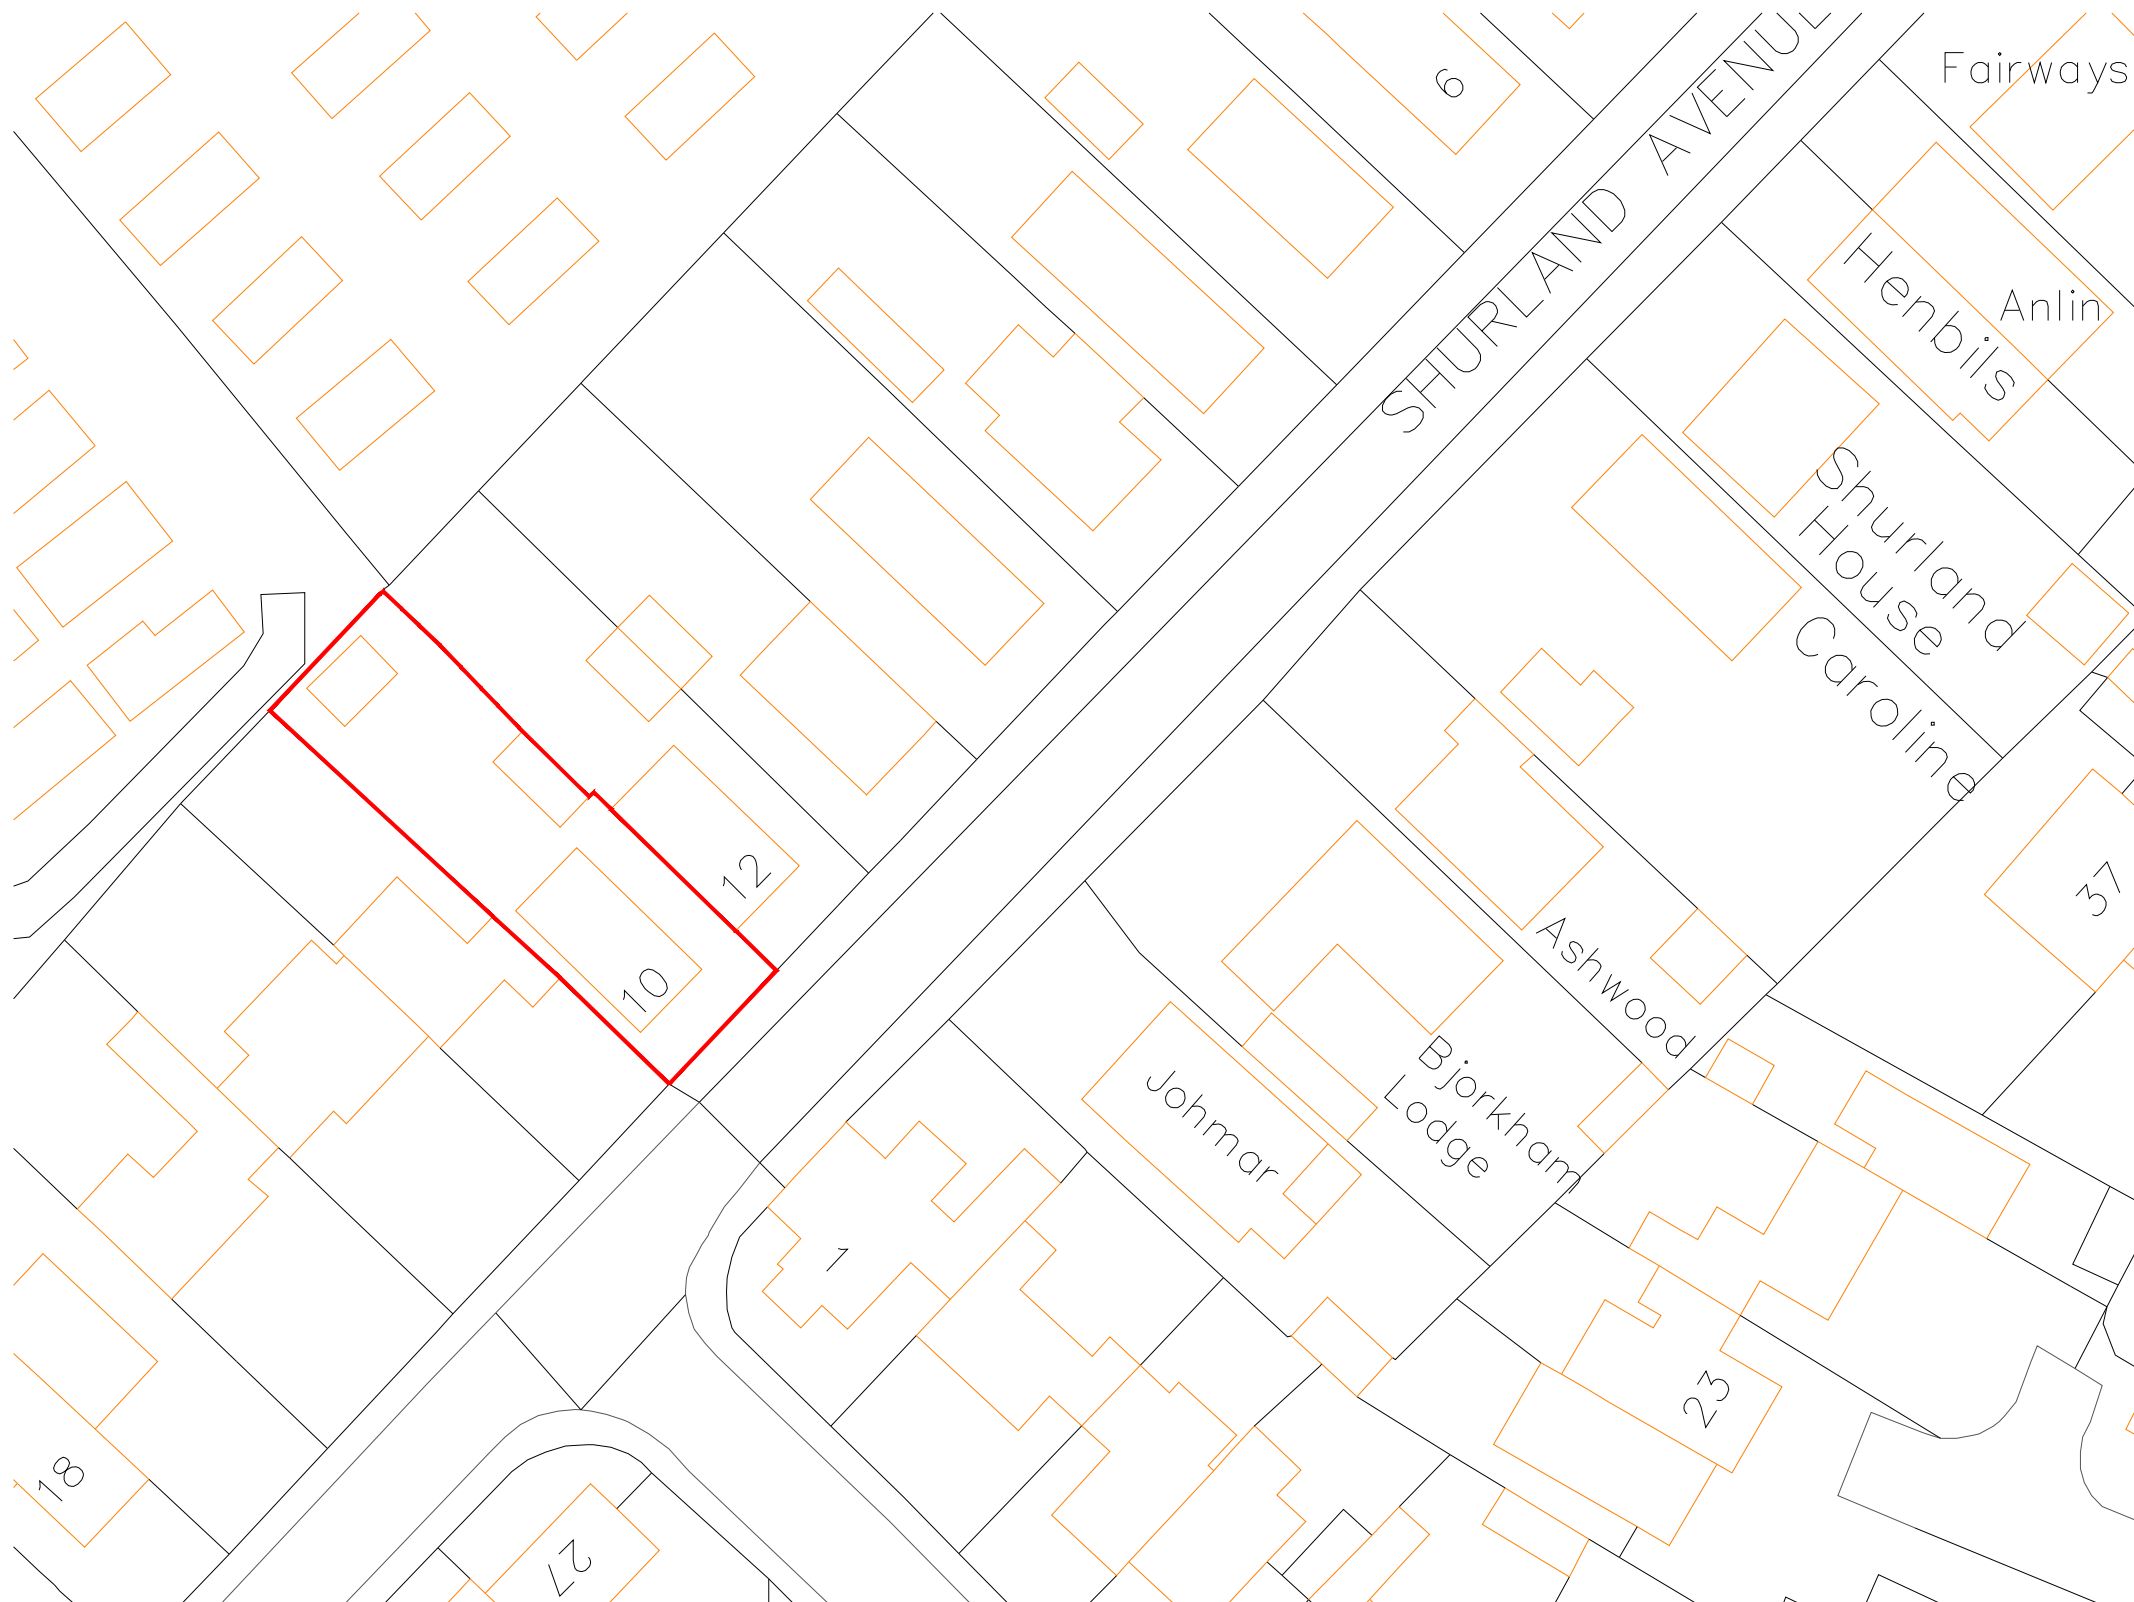 Fairways
6
SHURLAND AVENUE
Henbils
Anlin
Shurland
House
Caroline
37
12
10
Ashwood
Bjorkham
Lodge
Johmar
1
23
18
27